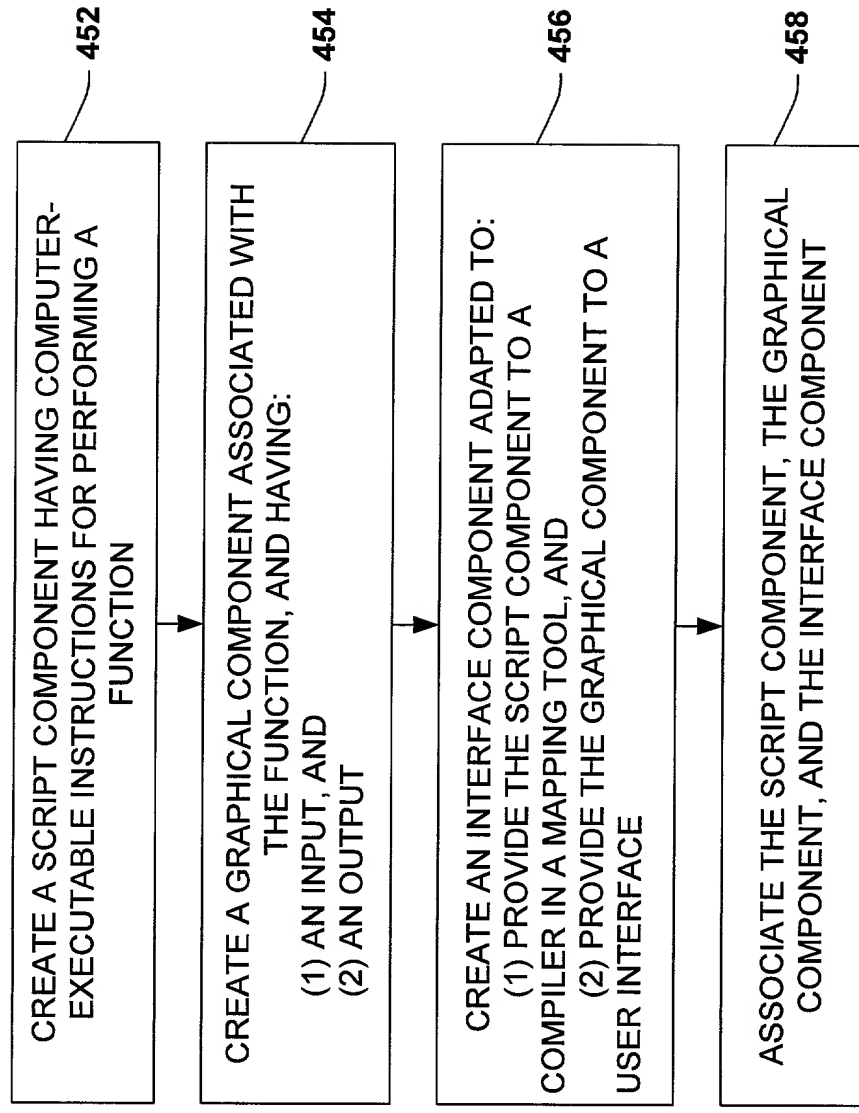 CREATE A SCRIPT COMPONENT HAVING COMPUTER-
EXECUTABLE INSTRUCTIONS FOR PERFORMING A
FUNCTION
452
CREATE A GRAPHICAL COMPONENT ASSOCIATED WITH
THE FUNCTION, AND HAVING:
(1) AN INPUT, AND
(2) AN OUTPUT
454
CREATE AN INTERFACE COMPONENT ADAPTED TO:
(1) PROVIDE THE SCRIPT COMPONENT TO A
COMPILER IN A MAPPING TOOL, AND
(2) PROVIDE THE GRAPHICAL COMPONENT TO A
USER INTERFACE
456
ASSOCIATE THE SCRIPT COMPONENT, THE GRAPHICAL
COMPONENT, AND THE INTERFACE COMPONENT
458